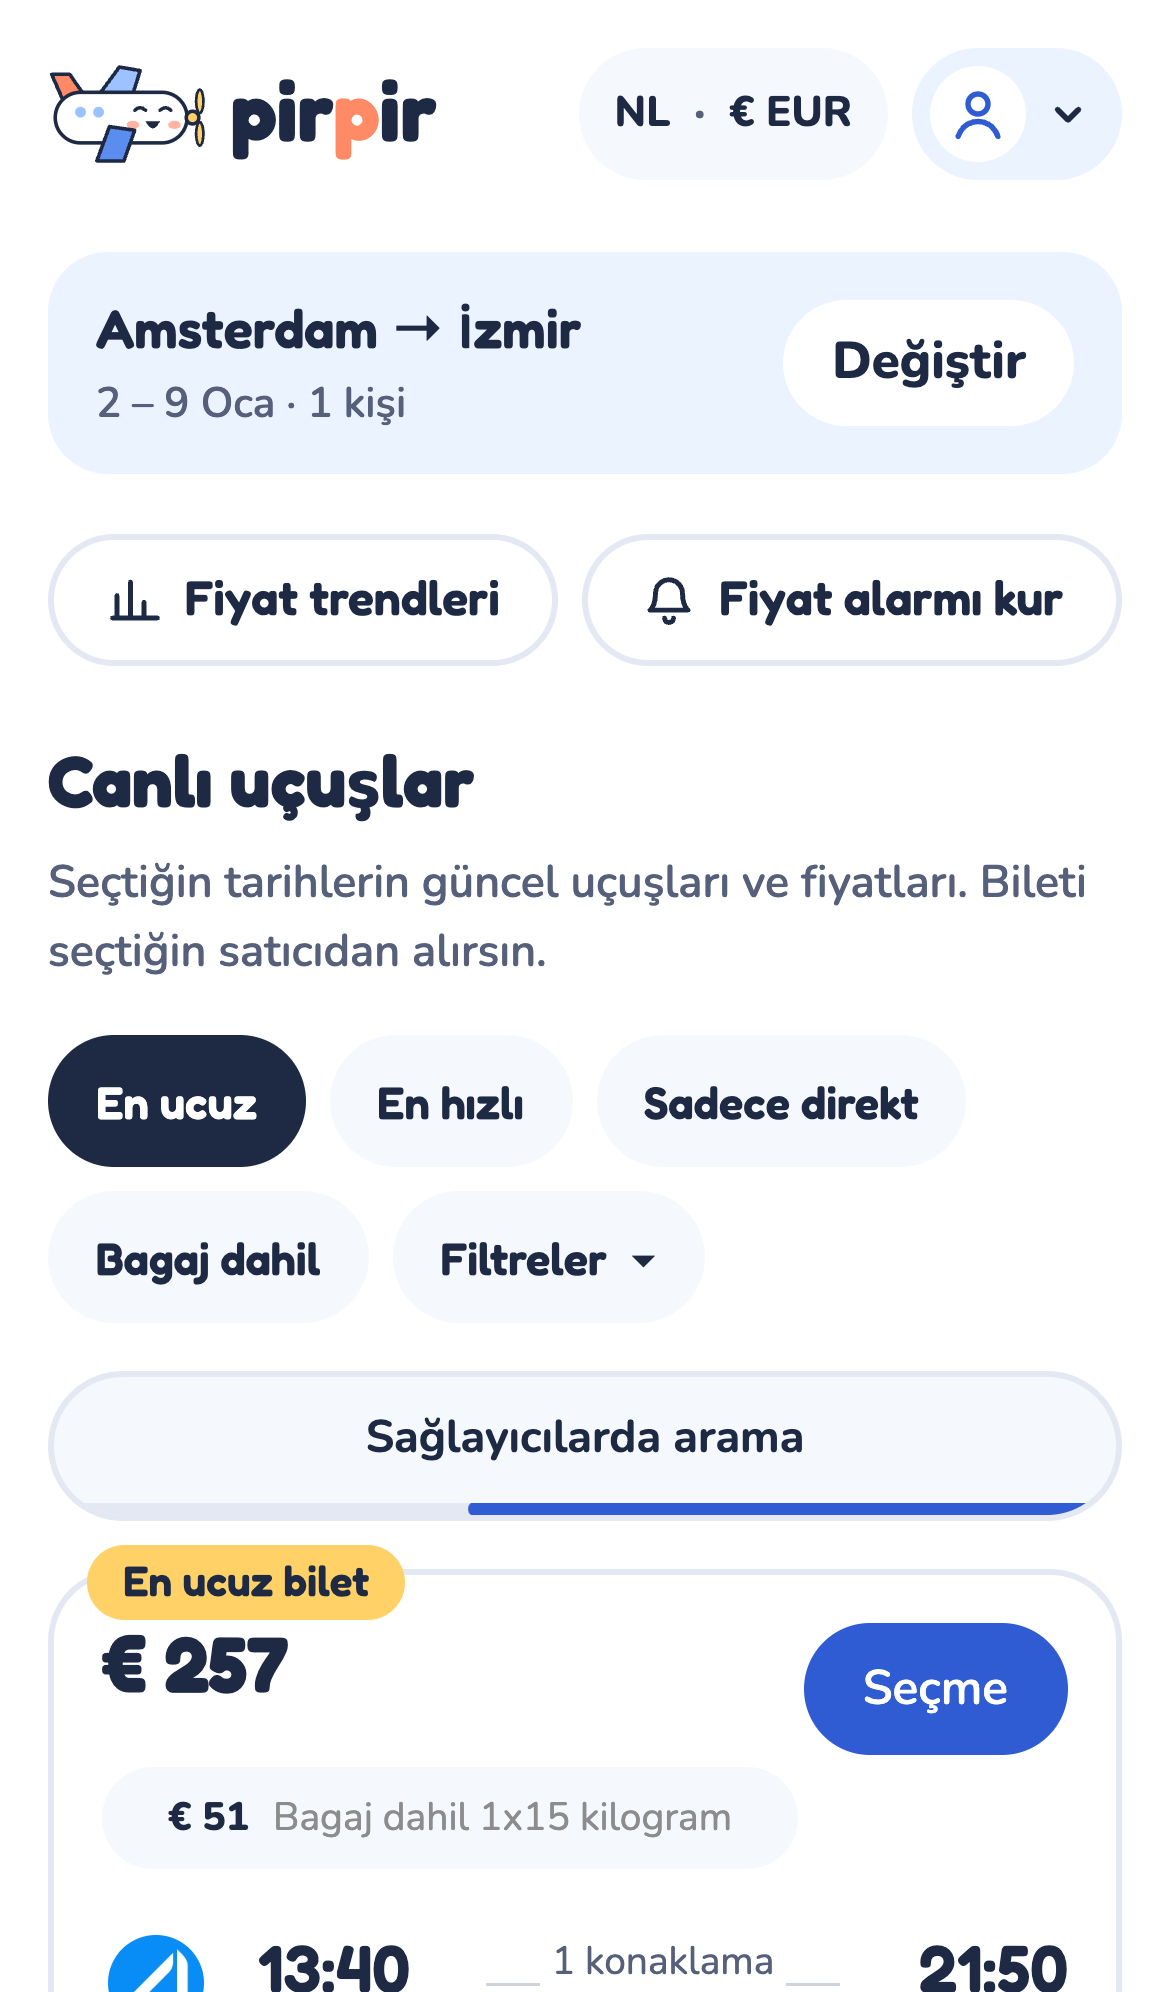 pirpir
NL · € EUR
Amsterdam → İzmir
2 – 9 Oca · 1 kişi
Değiştir
Fiyat trendleri
Fiyat alarmı kur
Canlı uçuşlar
Seçtiğin tarihlerin güncel uçuşları ve fiyatları. Bileti
seçtiğin satıcıdan alırsın.
En ucuz
En hızlı
Sadece direkt
Bagaj dahil
Filtreler
Sağlayıcılarda arama
En ucuz bilet
€ 257
Seçme
€ 51 Bagaj dahil 1x15 kilogram
13:40
1 konaklama
21:50